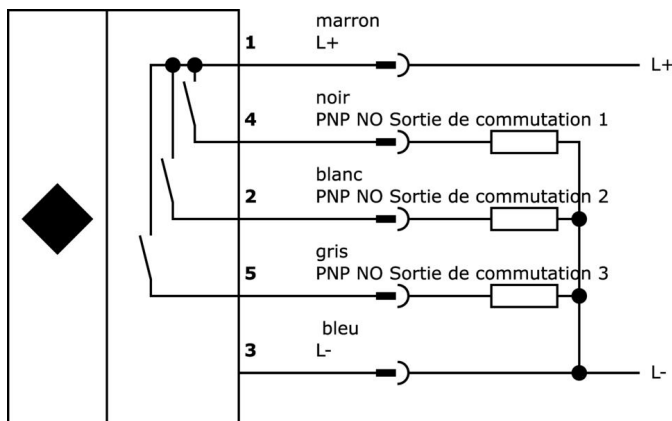 marron
1 L+
L+
noir
4 PNP NO Sortie de commutation 1
blanc
2 PNP NO Sortie de commutation 2
gris
5 PNP NO Sortie de commutation 3
bleu
3 L-
L-